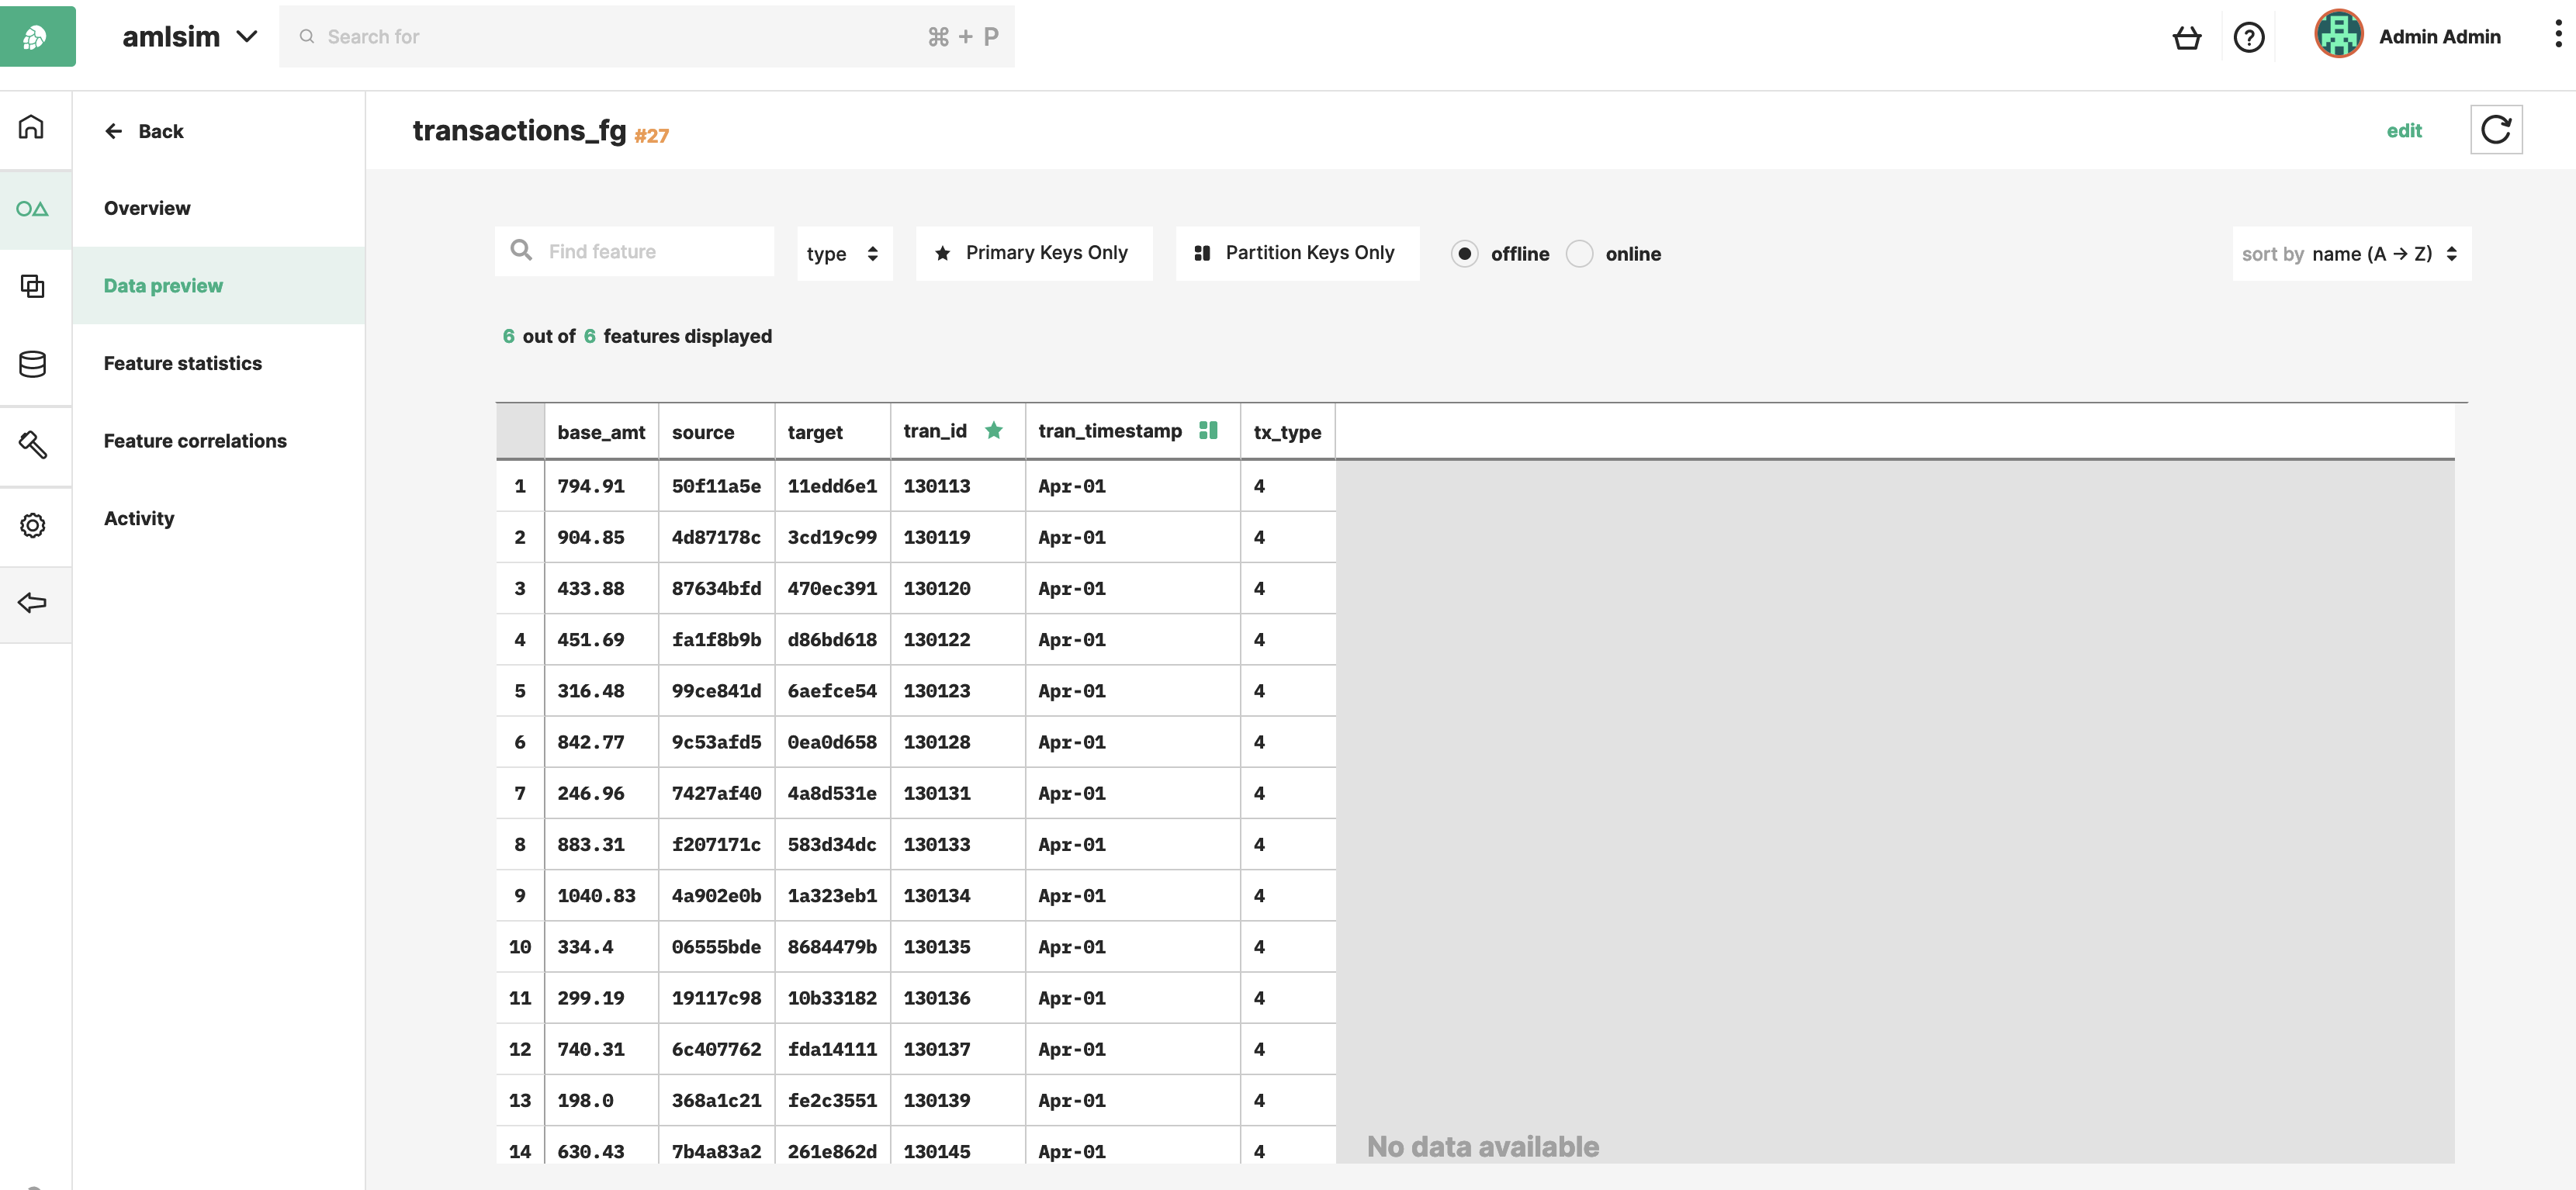 amlsim Search for ⌘ + P Admin Admin
Back
Overview
Data preview
Feature statistics
Feature correlations
Activity
transactions_fg #27 edit
Find feature type Primary Keys Only Partition Keys Only offline online sort by name (A → Z)
6 out of 6 features displayed
base_amt source target tran_id tran_timestamp tx_type
1 794.91 50f11a5e 11edd6e1 130113 Apr-01 4
2 904.85 4d87178c 3cd19c99 130119 Apr-01 4
3 433.88 87634bfd 470ec391 130120 Apr-01 4
4 451.69 fa1f8b9b d86bd618 130122 Apr-01 4
5 316.48 99ce841d 6aefce54 130123 Apr-01 4
6 842.77 9c53afd5 0ea0d658 130128 Apr-01 4
7 246.96 7427af40 4a8d531e 130131 Apr-01 4
8 883.31 f207171c 583d34dc 130133 Apr-01 4
9 1040.83 4a902e0b 1a323eb1 130134 Apr-01 4
10 334.4 06555bde 8684479b 130135 Apr-01 4
11 299.19 19117c98 10b33182 130136 Apr-01 4
12 740.31 6c407762 fda14111 130137 Apr-01 4
13 198.0 368a1c21 fe2c3551 130139 Apr-01 4
14 630.43 7b4a83a2 261e862d 130145 Apr-01 4
No data available